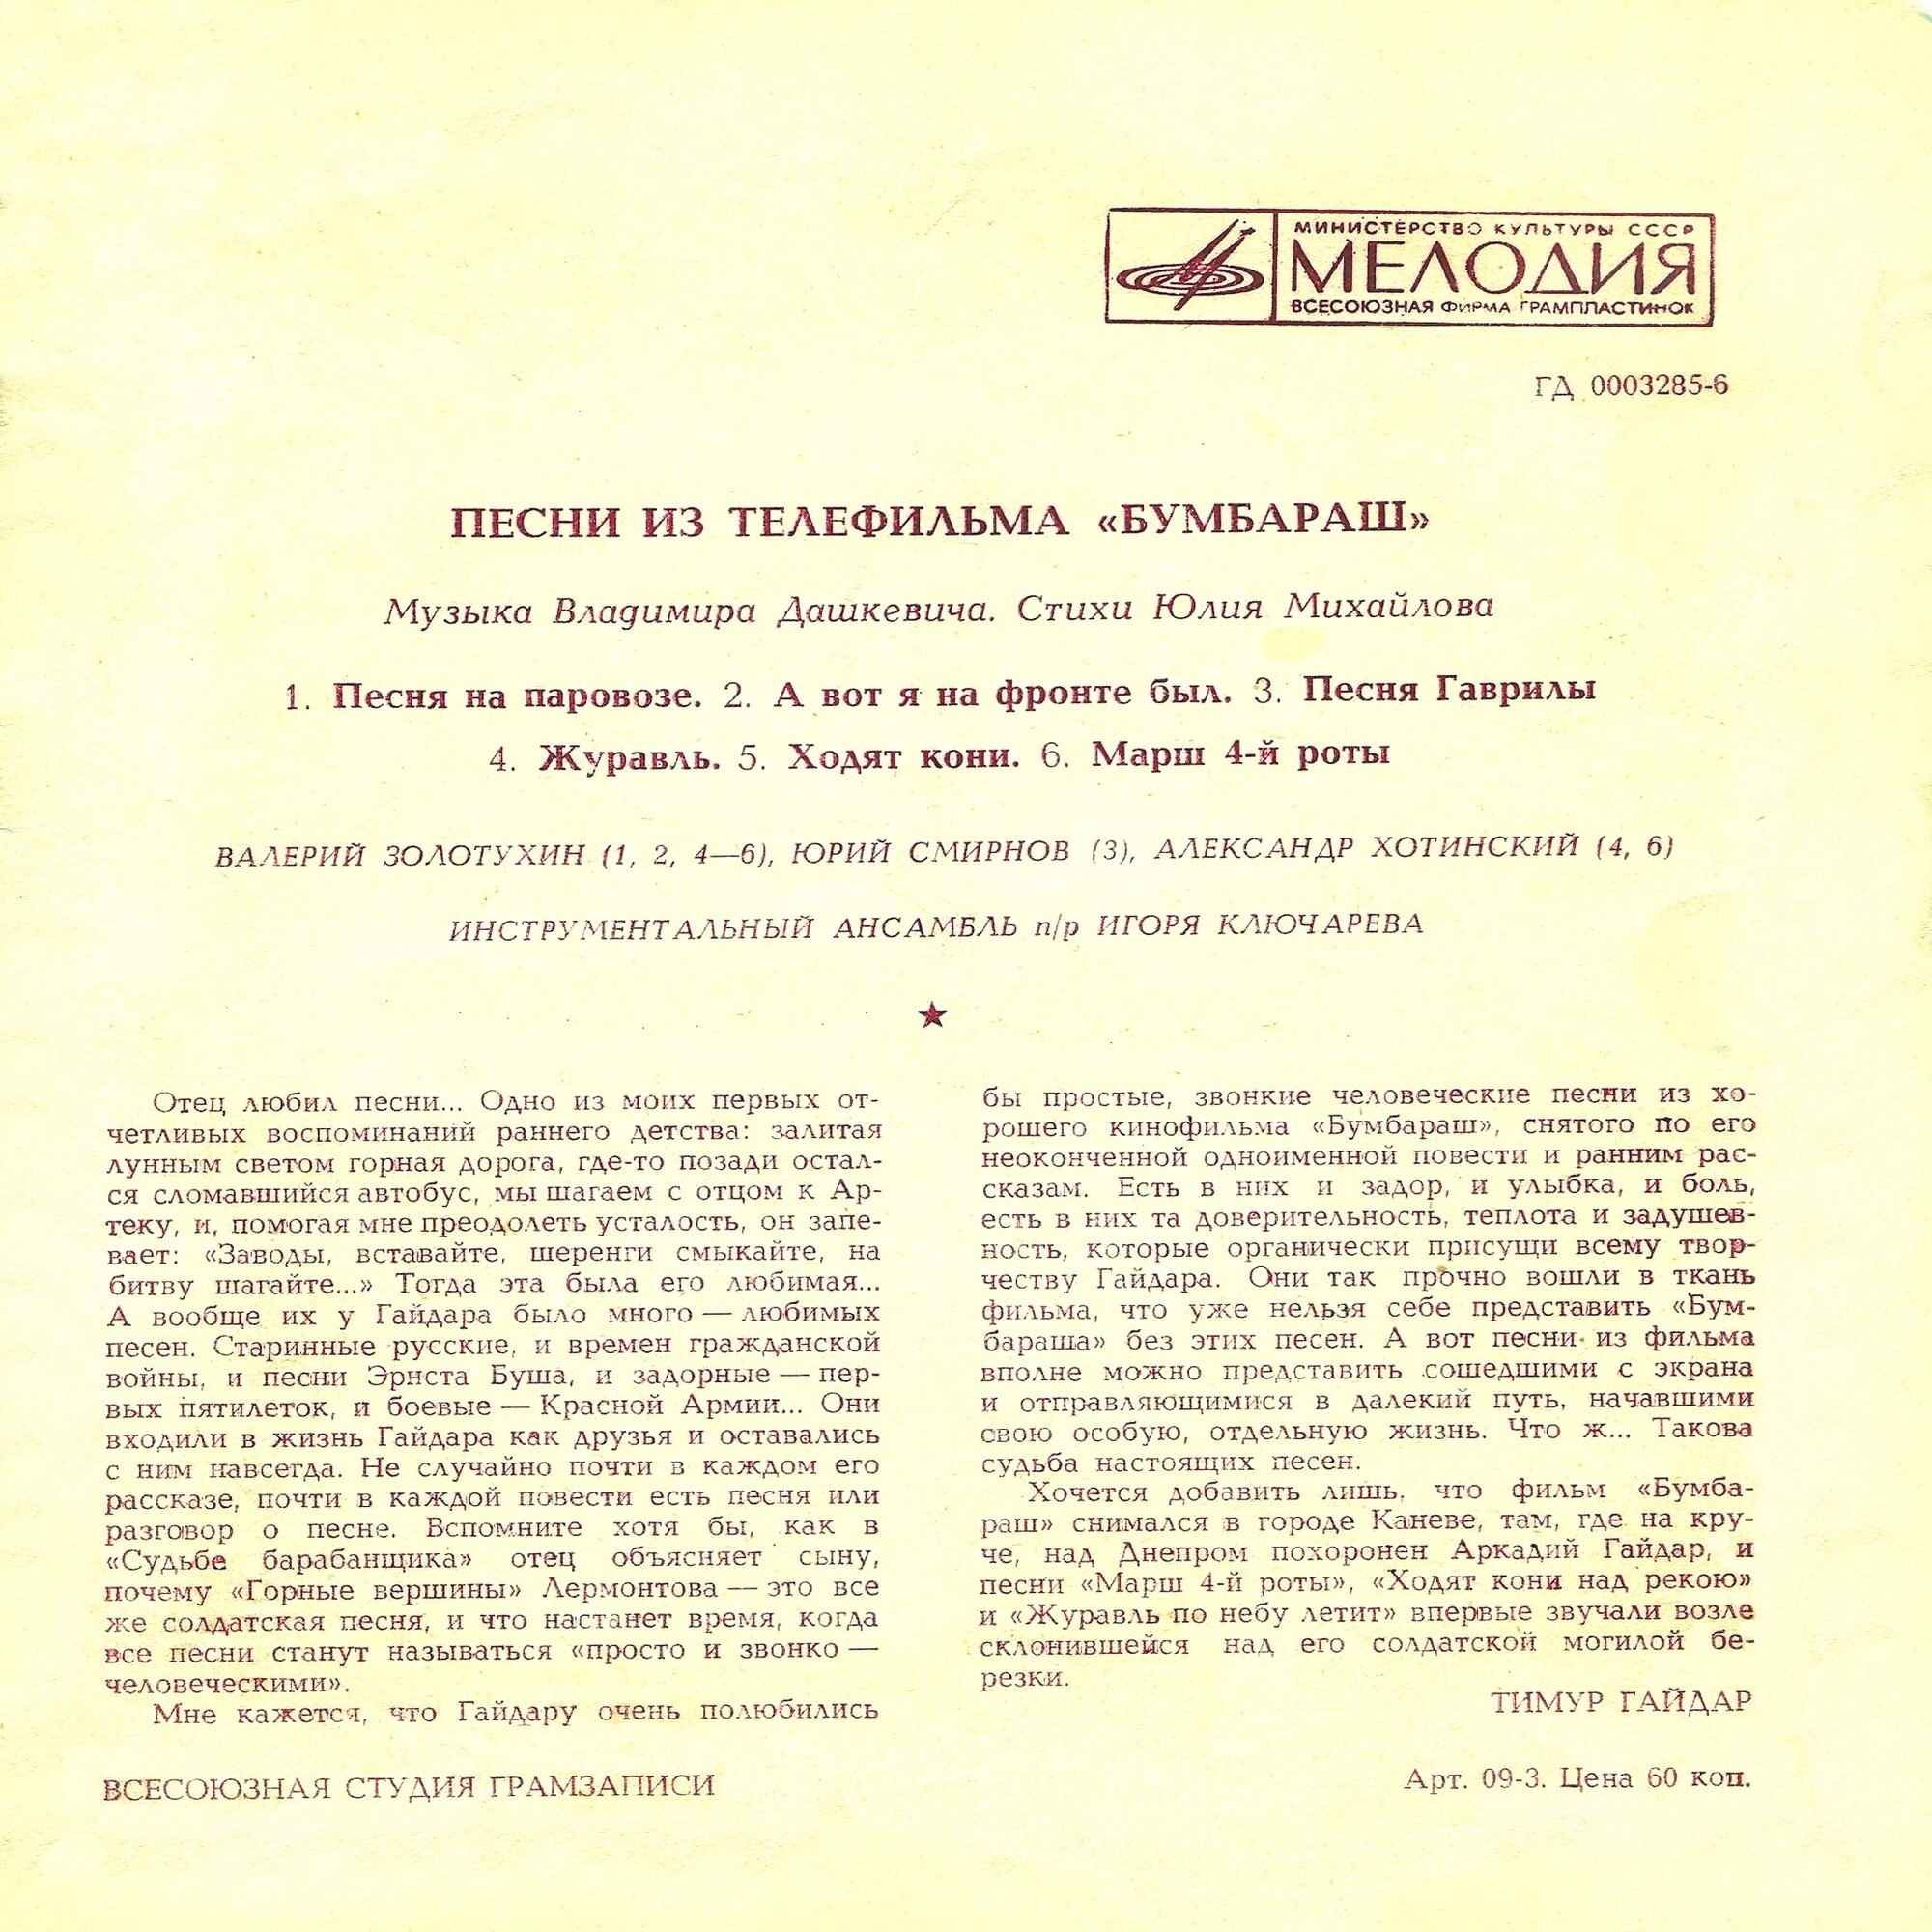 МИНИСТЕРСТВО КУЛЬТУРЫ СССР
МЕЛОДИЯ
ВСЕСОЮЗНАЯ ФИРМА ГРАМПЛАСТИНОК
ГД 0003285-6
ПЕСНИ ИЗ ТЕЛЕФИЛЬМА «БУМБАРАШ»
Музыка Владимира Дашкевича. Стихи Юлия Михайлова
1. Песня на паровозе. 2. А вот я на фронте был. 3. Песня Гаврилы
4. Журавль. 5. Ходят кони. 6. Марш 4-й роты
ВАЛЕРИЙ ЗОЛОТУХИН (1, 2, 4—6), ЮРИЙ СМИРНОВ (3), АЛЕКСАНДР ХОТИНСКИЙ (4, 6)
ИНСТРУМЕНТАЛЬНЫЙ АНСАМБЛЬ п/р ИГОРЯ КЛЮЧАРЕВА
Отец любил песни... Одно из моих первых от-
четливых воспоминаний раннего детства: залитая
лунным светом горная дорога, где-то позади остал-
ся сломавшийся автобус, мы шагаем с отцом к Ар-
теку, и, помогая мне преодолеть усталость, он запе-
вает: «Заводы, вставайте, шеренги смыкайте, на
битву шагайте...» Тогда эта была его любимая...
А вообще их у Гайдара было много — любимых
песен. Старинные русские, и времен гражданской
войны, и песни Эрнста Буша, и задорные — пер-
вых пятилеток, и боевые — Красной Армии... Они
входили в жизнь Гайдара как друзья и оставались
с ним навсегда. Не случайно почти в каждом его
рассказе, почти в каждой повести есть песня или
разговор о песне. Вспомните хотя бы, как в
«Судьбе барабанщика» отец объясняет сыну,
почему «Горные вершины» Лермонтова — это все
же солдатская песня, и что настанет время, когда
все песни станут называться «просто и звонко —
человеческими».
Мне кажется, что Гайдару очень полюбились
бы простые, звонкие человеческие песни из хо-
рошего кинофильма «Бумбараш», снятого по его
неоконченной одноименной повести и ранним рас-
сказам. Есть в них и задор, и улыбка, и боль,
есть в них та доверительность, теплота и задушев-
ность, которые органически присущи всему твор-
честву Гайдара. Они так прочно вошли в ткань
фильма, что уже нельзя себе представить «Бум-
бараша» без этих песен. А вот песни из фильма
вполне можно представить сошедшими с экрана
и отправляющимися в далекий путь, начавшими
свою особую, отдельную жизнь. Что ж... Такова
судьба настоящих песен.
Хочется добавить лишь, что фильм «Бумба-
раш» снимался в городе Каневе, там, где на кру-
че, над Днепром похоронен Аркадий Гайдар, и
песни «Марш 4-й роты», «Ходят кони над рекою»
и «Журавль по небу летит» впервые звучали возле
склонившейся над его солдатской могилой бе-
резки.
ТИМУР ГАЙДАР
ВСЕСОЮЗНАЯ СТУДИЯ ГРАМЗАПИСИ
Арт. 09-3. Цена 60 коп.